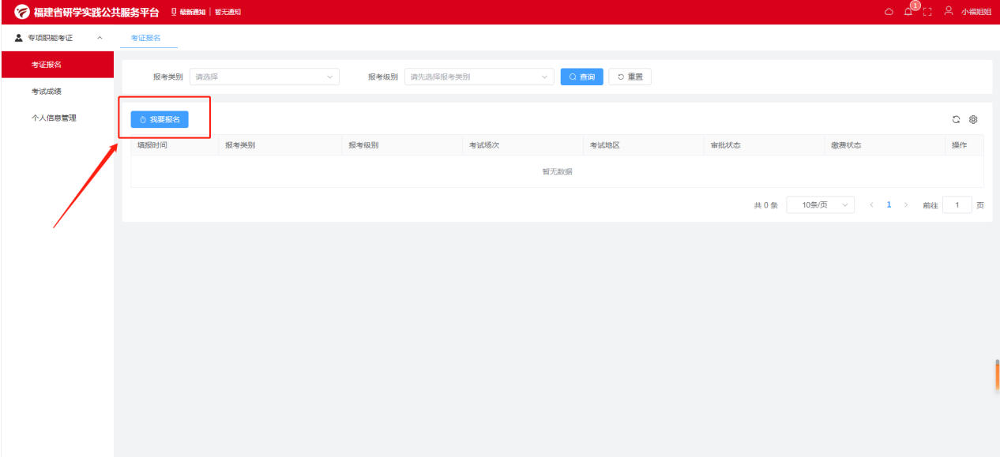 福建省研学实践公共服务平台 最新通知 暂无通知 1 小福姐姐
专项职能考证 考证报名
考证报名
考试成绩
个人信息管理
报考类别 请选择 报考级别 请先选择报考类别 查询 重置
我要报名
填报时间 报考类别 报考级别 考试场次 考试地区 审批状态 缴费状态 操作
暂无数据
共 0 条 10条/页 1 前往 1 页